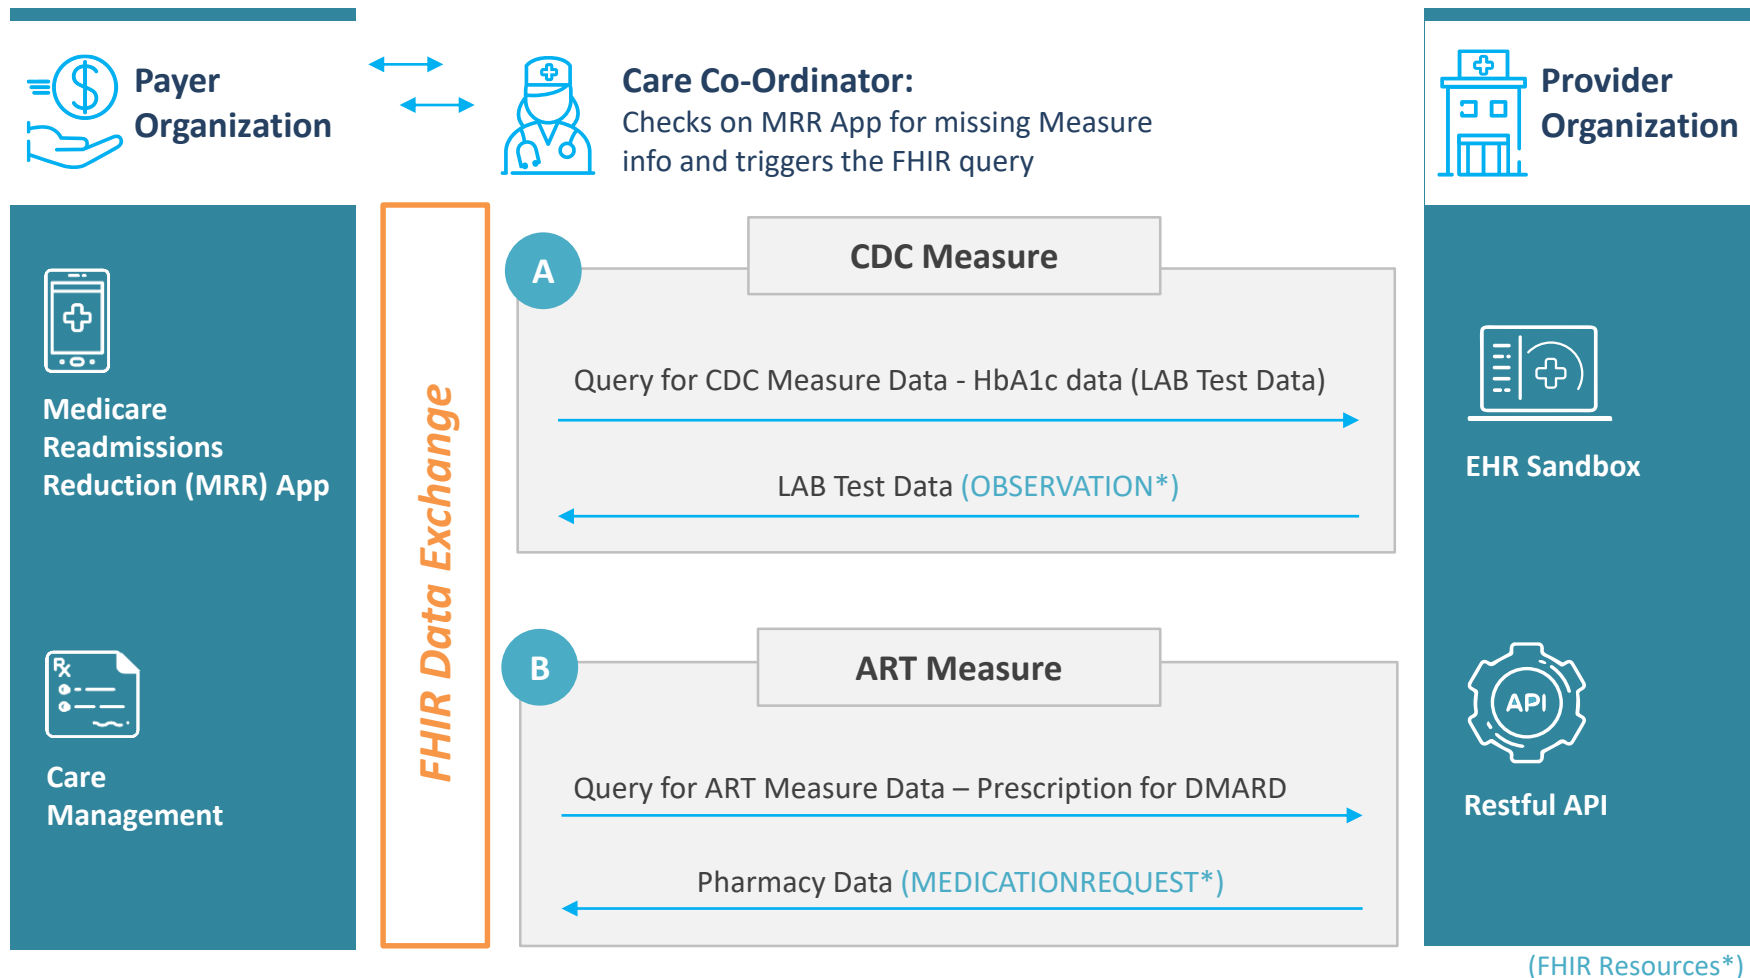 Payer
Organization
Care Co-Ordinator:
Checks on MRR App for missing Measure
info and triggers the FHIR query
Provider
Organization
Medicare
Readmissions
Reduction (MRR) App
Rx
Care
Management
FHIR Data Exchange
A
CDC Measure
Query for CDC Measure Data - HbA1c data (LAB Test Data)
LAB Test Data (OBSERVATION*)
B
ART Measure
Query for ART Measure Data – Prescription for DMARD
Pharmacy Data (MEDICATIONREQUEST*)
EHR Sandbox
API
Restful API
(FHIR Resources*)